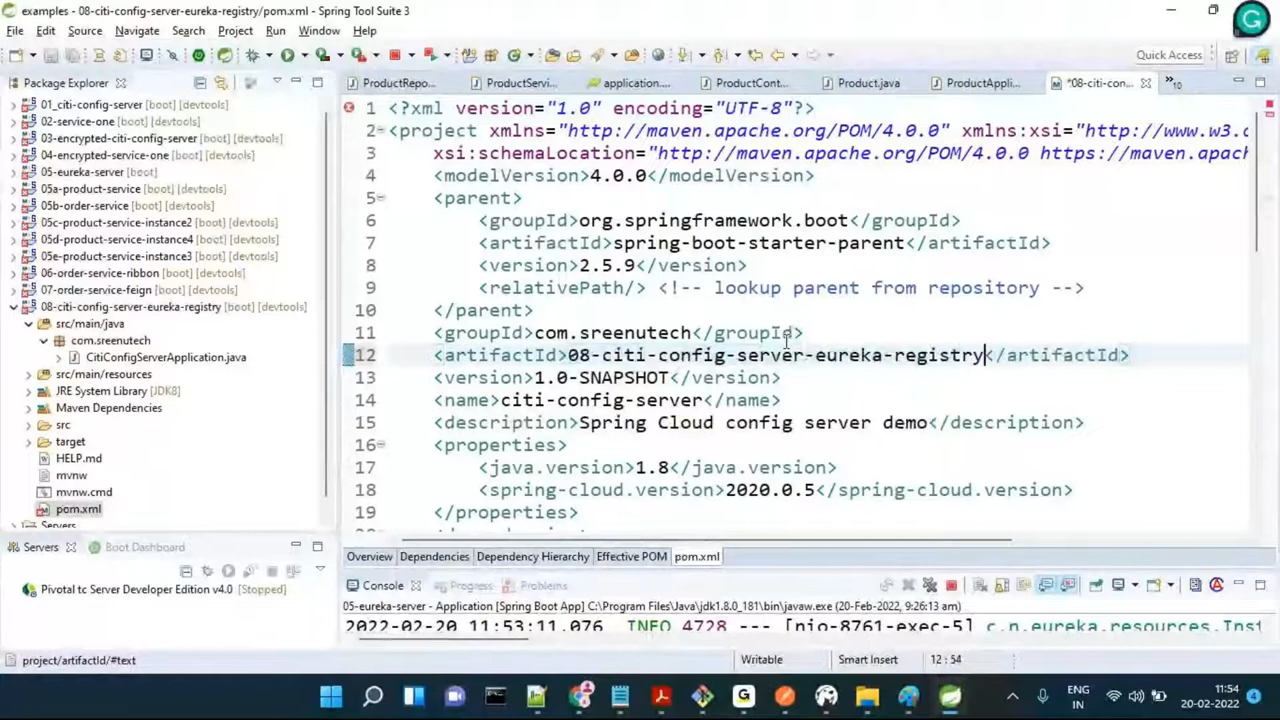 examples - 08-citi-config-server-eureka-registry/pom.xml - Spring Tool Suite 3
File Edit Source Navigate Search Project Run Window Help
Quick Access
Package Explorer
ProductRepo...
ProductServi...
application....
ProductCont...
Product.java
ProductAppli...
*08-citi-con...
10
01_citi-config-server [boot] [devtools]
02-service-one [boot] [devtools]
03-encrypted-citi-config-server [boot] [devtools]
04-encrypted-service-one [boot] [devtools]
05-eureka-server [boot] [devtools]
05a-product-service [boot] [devtools]
05b-order-service [boot] [devtools]
05c-product-service-instance2 [boot] [devtools]
05d-product-service-instance4 [boot] [devtools]
05e-product-service-instance3 [boot] [devtools]
06-order-service-ribbon [boot] [devtools]
07-order-service-feign [boot] [devtools]
08-citi-config-server-eureka-registry [boot] [devtools]
src/main/java
com.sreenutech
CitiConfigServerApplication.java
src/main/resources
JRE System Library [JDK8]
Maven Dependencies
src
target
HELP.md
mvnw
mvnw.cmd
pom.xml
Servers
1 <?xml version="1.0" encoding="UTF-8"?>
2 <project xmlns="http://maven.apache.org/POM/4.0.0" xmlns:xsi="http://www.w3.o
3 xsi:schemaLocation="http://maven.apache.org/POM/4.0.0 https://maven.apach
4 <modelVersion>4.0.0</modelVersion>
5 <parent>
6 <groupId>org.springframework.boot</groupId>
7 <artifactId>spring-boot-starter-parent</artifactId>
8 <version>2.5.9</version>
9 <relativePath/> <!-- lookup parent from repository -->
10 </parent>
11 <groupId>com.sreenutech</groupId>
12 <artifactId>08-citi-config-server-eureka-registry</artifactId>
13 <version>1.0-SNAPSHOT</version>
14 <name>citi-config-server</name>
15 <description>Spring Cloud config server demo</description>
16 <properties>
17 <java.version>1.8</java.version>
18 <spring-cloud.version>2020.0.5</spring-cloud.version>
19 </properties>
Overview Dependencies Dependency Hierarchy Effective POM pom.xml
Servers Boot Dashboard
Pivotal tc Server Developer Edition v4.0 [Stopped]
Console Progress Problems
05-eureka-server - Application [Spring Boot App] C:\Program Files\Java\jdk1.8.0_181\bin\javaw.exe (20-Feb-2022, 9:26:13 am)
2022-02-20 11:53:11.076 INFO 4728 --- [nio-8761-exec-5] c.n.eureka.resources.Inst
project/artifactId/#text
Writable
Smart Insert
12 : 54
ENG
IN
11:54
20-02-2022